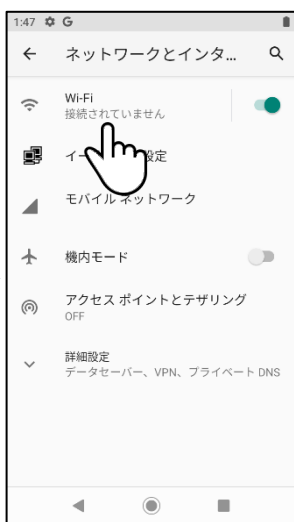 1:47 G
ネットワークとインタ...
Wi-Fi
接続されていません
設定
モバイル ネットワーク
機内モード
アクセス ポイントとテザリング
OFF
詳細設定
データセーバー、VPN、プライベート DNS